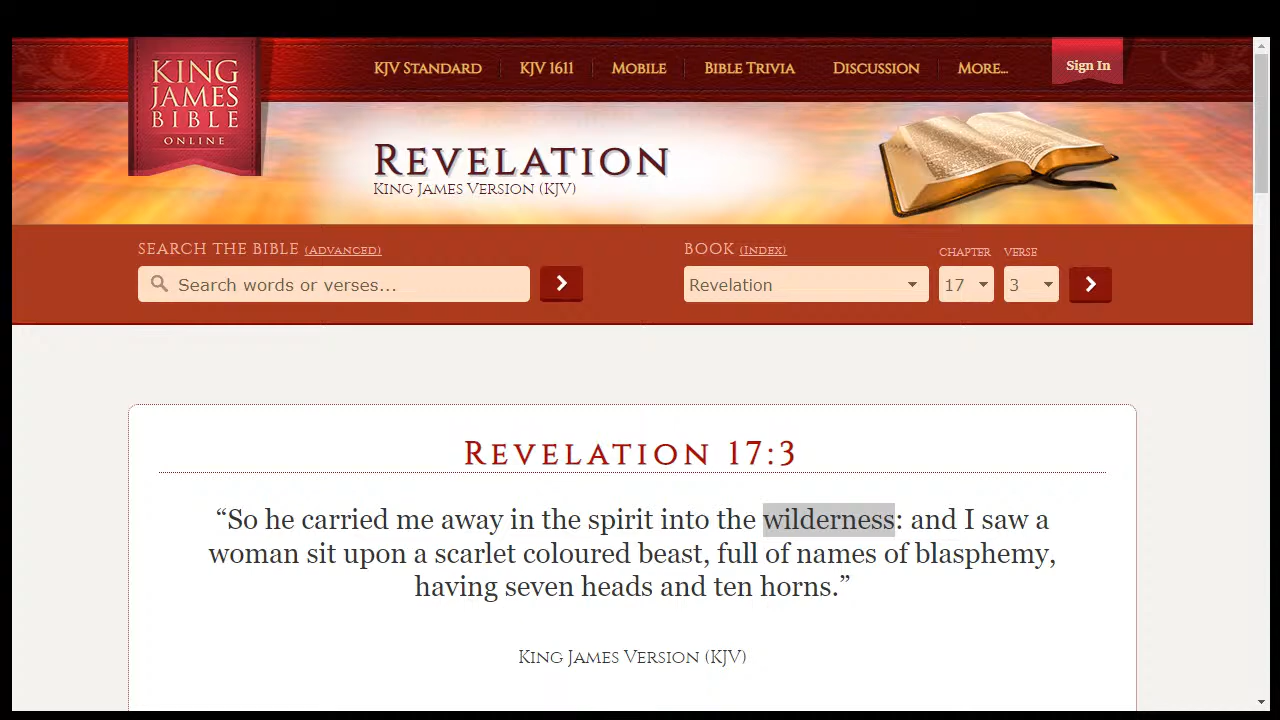 KING
JAMES
BIBLE
ONLINE
KJV STANDARD KJV 1611 MOBILE BIBLE TRIVIA DISCUSSION MORE...
Sign In
REVELATION
KING JAMES VERSION (KJV)
SEARCH THE BIBLE (ADVANCED)
Search words or verses...
BOOK (INDEX) CHAPTER VERSE
Revelation 17 3
REVELATION 17:3
“So he carried me away in the spirit into the wilderness: and I saw a
woman sit upon a scarlet coloured beast, full of names of blasphemy,
having seven heads and ten horns.”
KING JAMES VERSION (KJV)